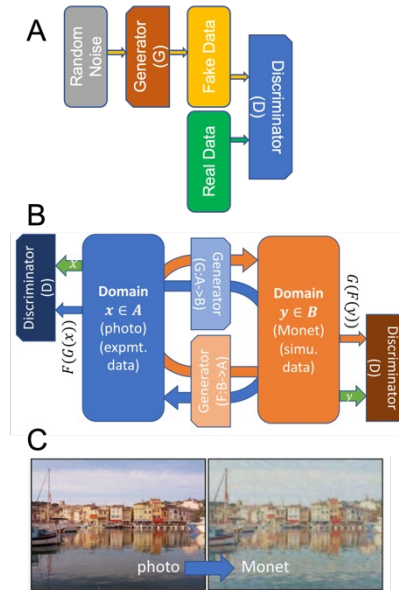 A
Random
Noise
Generator
(G)
Fake Data
Real Data
Discriminator
(D)
B
Discriminator
(D)
x
F(G(x))
Domain
x ∈ A
(photo)
(expmt.
data)
Generator
(G:A->B)
Generator
(F:B->A)
Domain
y ∈ B
(Monet)
(simu.
data)
G(F(y))
y
Discriminator
(D)
C
photo
Monet